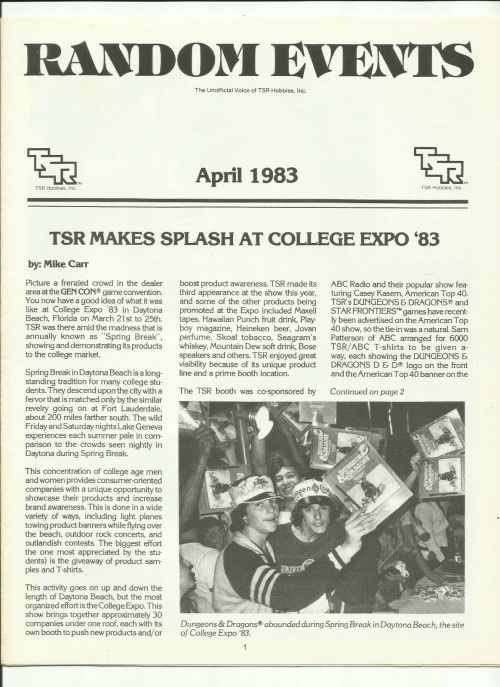 RANDOM EVENTS
The Unofficial Voice of TSR Hobbies, Inc.
TSR
TSR Hobbies, Inc.
April 1983
TSR
TSR Hobbies, Inc.
TSR MAKES SPLASH AT COLLEGE EXPO '83
by: Mike Carr
Picture a frenzied crowd in the dealer
area at the GEN CON® game convention.
You now have a good idea of what it was
like at College Expo '83 in Daytona
Beach, Florida on March 21st to 25th.
TSR was there amid the madness that is
annually known as "Spring Break",
showing and demonstrating its products
to the college market.
Spring Break in Daytona Beach is a long-
standing tradition for many college stu-
dents. They descend upon the city with a
fervor that is matched only by the similar
revelry going on at Fort Lauderdale,
about 200 miles farther south. The wild
Friday and Saturday nights Lake Geneva
experiences each summer pale in com-
parison to the crowds seen nightly in
Daytona during Spring Break.
This concentration of college age men
and women provides consumer-oriented
companies with a unique opportunity to
showcase their products and increase
brand awareness. This is done in a wide
variety of ways, including light planes
towing product banners while flying over
the beach, outdoor rock concerts, and
outlandish contests. The biggest effort
(the one most appreciated by the stu-
dents) is the giveaway of product sam-
ples and T-shirts.
This activity goes on up and down the
length of Daytona Beach, but the most
organized effort is the College Expo. This
show brings together approximately 30
companies under one roof, each with its
own booth to push new products and/or
boost product awareness. TSR made its
third appearance at the show this year,
and some of the other products being
promoted at the Expo included Maxell
tapes, Hawaiian Punch fruit drink, Play-
boy magazine, Heineken beer, Jovan
perfume, Skoal tobacco, Seagram's
whiskey, Mountain Dew soft drink, Bose
speakers and others. TSR enjoyed great
visibility because of its unique product
line and a prime booth location.
The TSR booth was co-sponsored by
ABC Radio and their popular show fea-
turing Casey Kasem, American Top 40.
TSR's DUNGEONS & DRAGONS® and
STAR FRONTIERS™ games have recent-
ly been advertised on the American Top
40 show, so the tie-in was a natural. Sam
Patterson of ABC arranged for 6000
TSR/ABC T-shirts to be given a-
way, each showing the DUNGEONS &
DRAGONS D & D® logo on the front
and the American Top 40 banner on the
Continued on page 2
Dungeons & Dragons® abounded during Spring Break in Daytona Beach, the site
of College Expo '83.
1